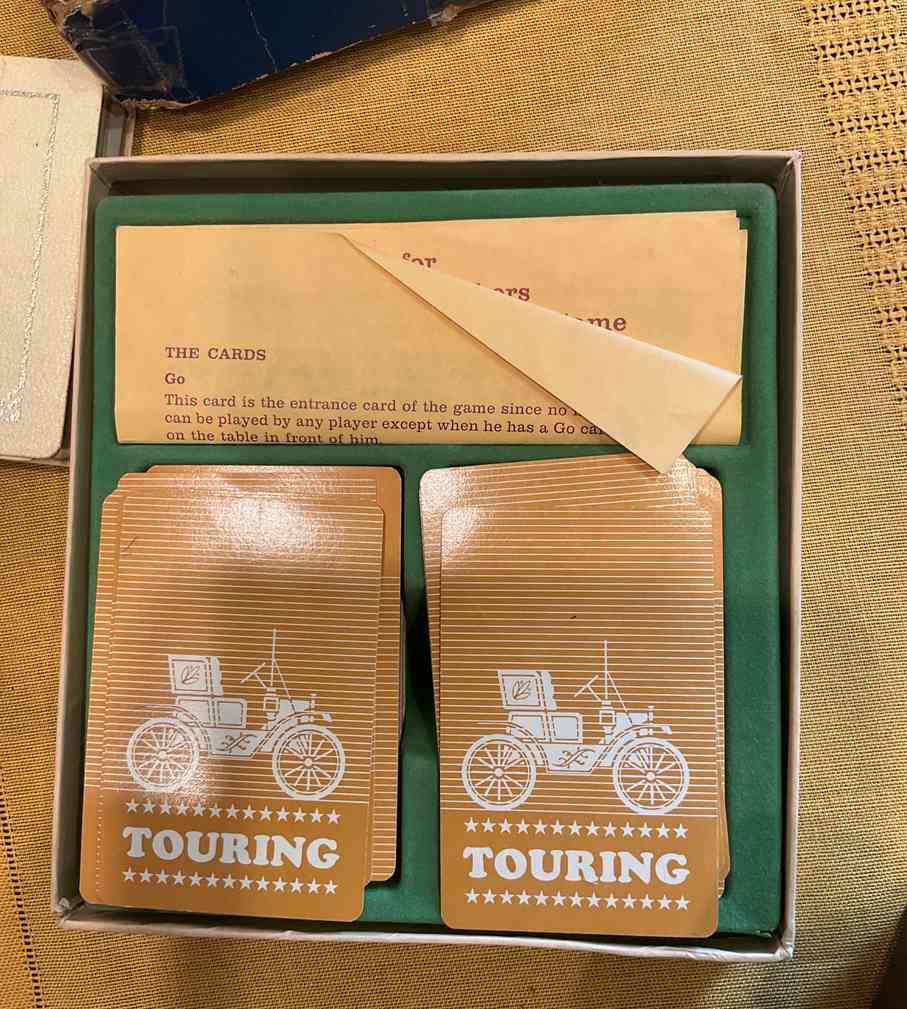 for
THE CARDS
Go
This card is the entrance card of the game since no
can be played by any player except when he has a Go
on the table in front of him.
TOURING
TOURING